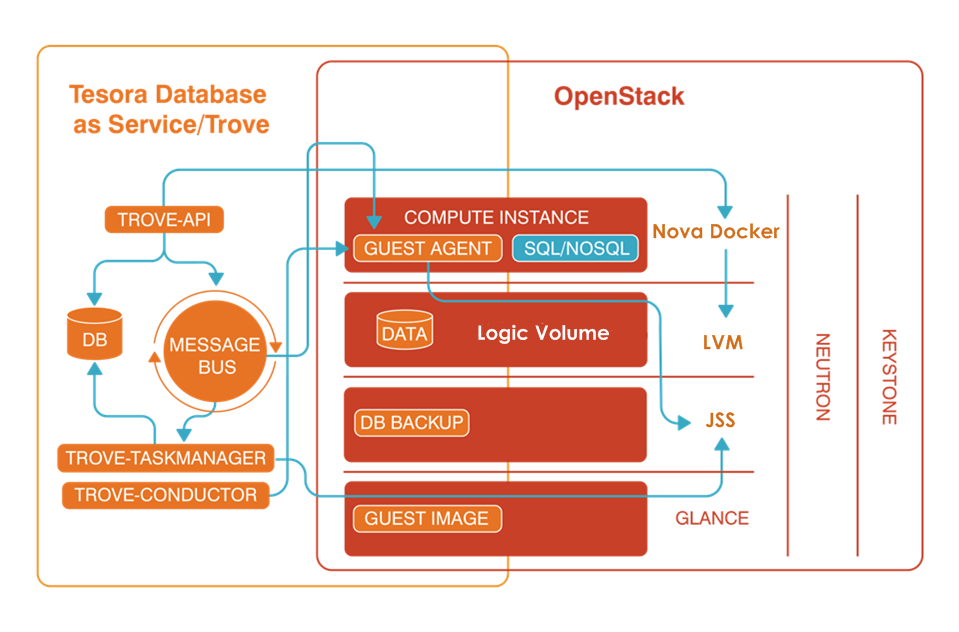 Tesora Database
as Service/Trove
OpenStack
TROVE-API
COMPUTE INSTANCE
GUEST AGENT
SQL/NOSQL
Nova Docker
DB
MESSAGE
BUS
DATA
Logic Volume
LVM
NEUTRON
KEYSTONE
DB BACKUP
JSS
TROVE-TASKMANAGER
TROVE-CONDUCTOR
GUEST IMAGE
GLANCE